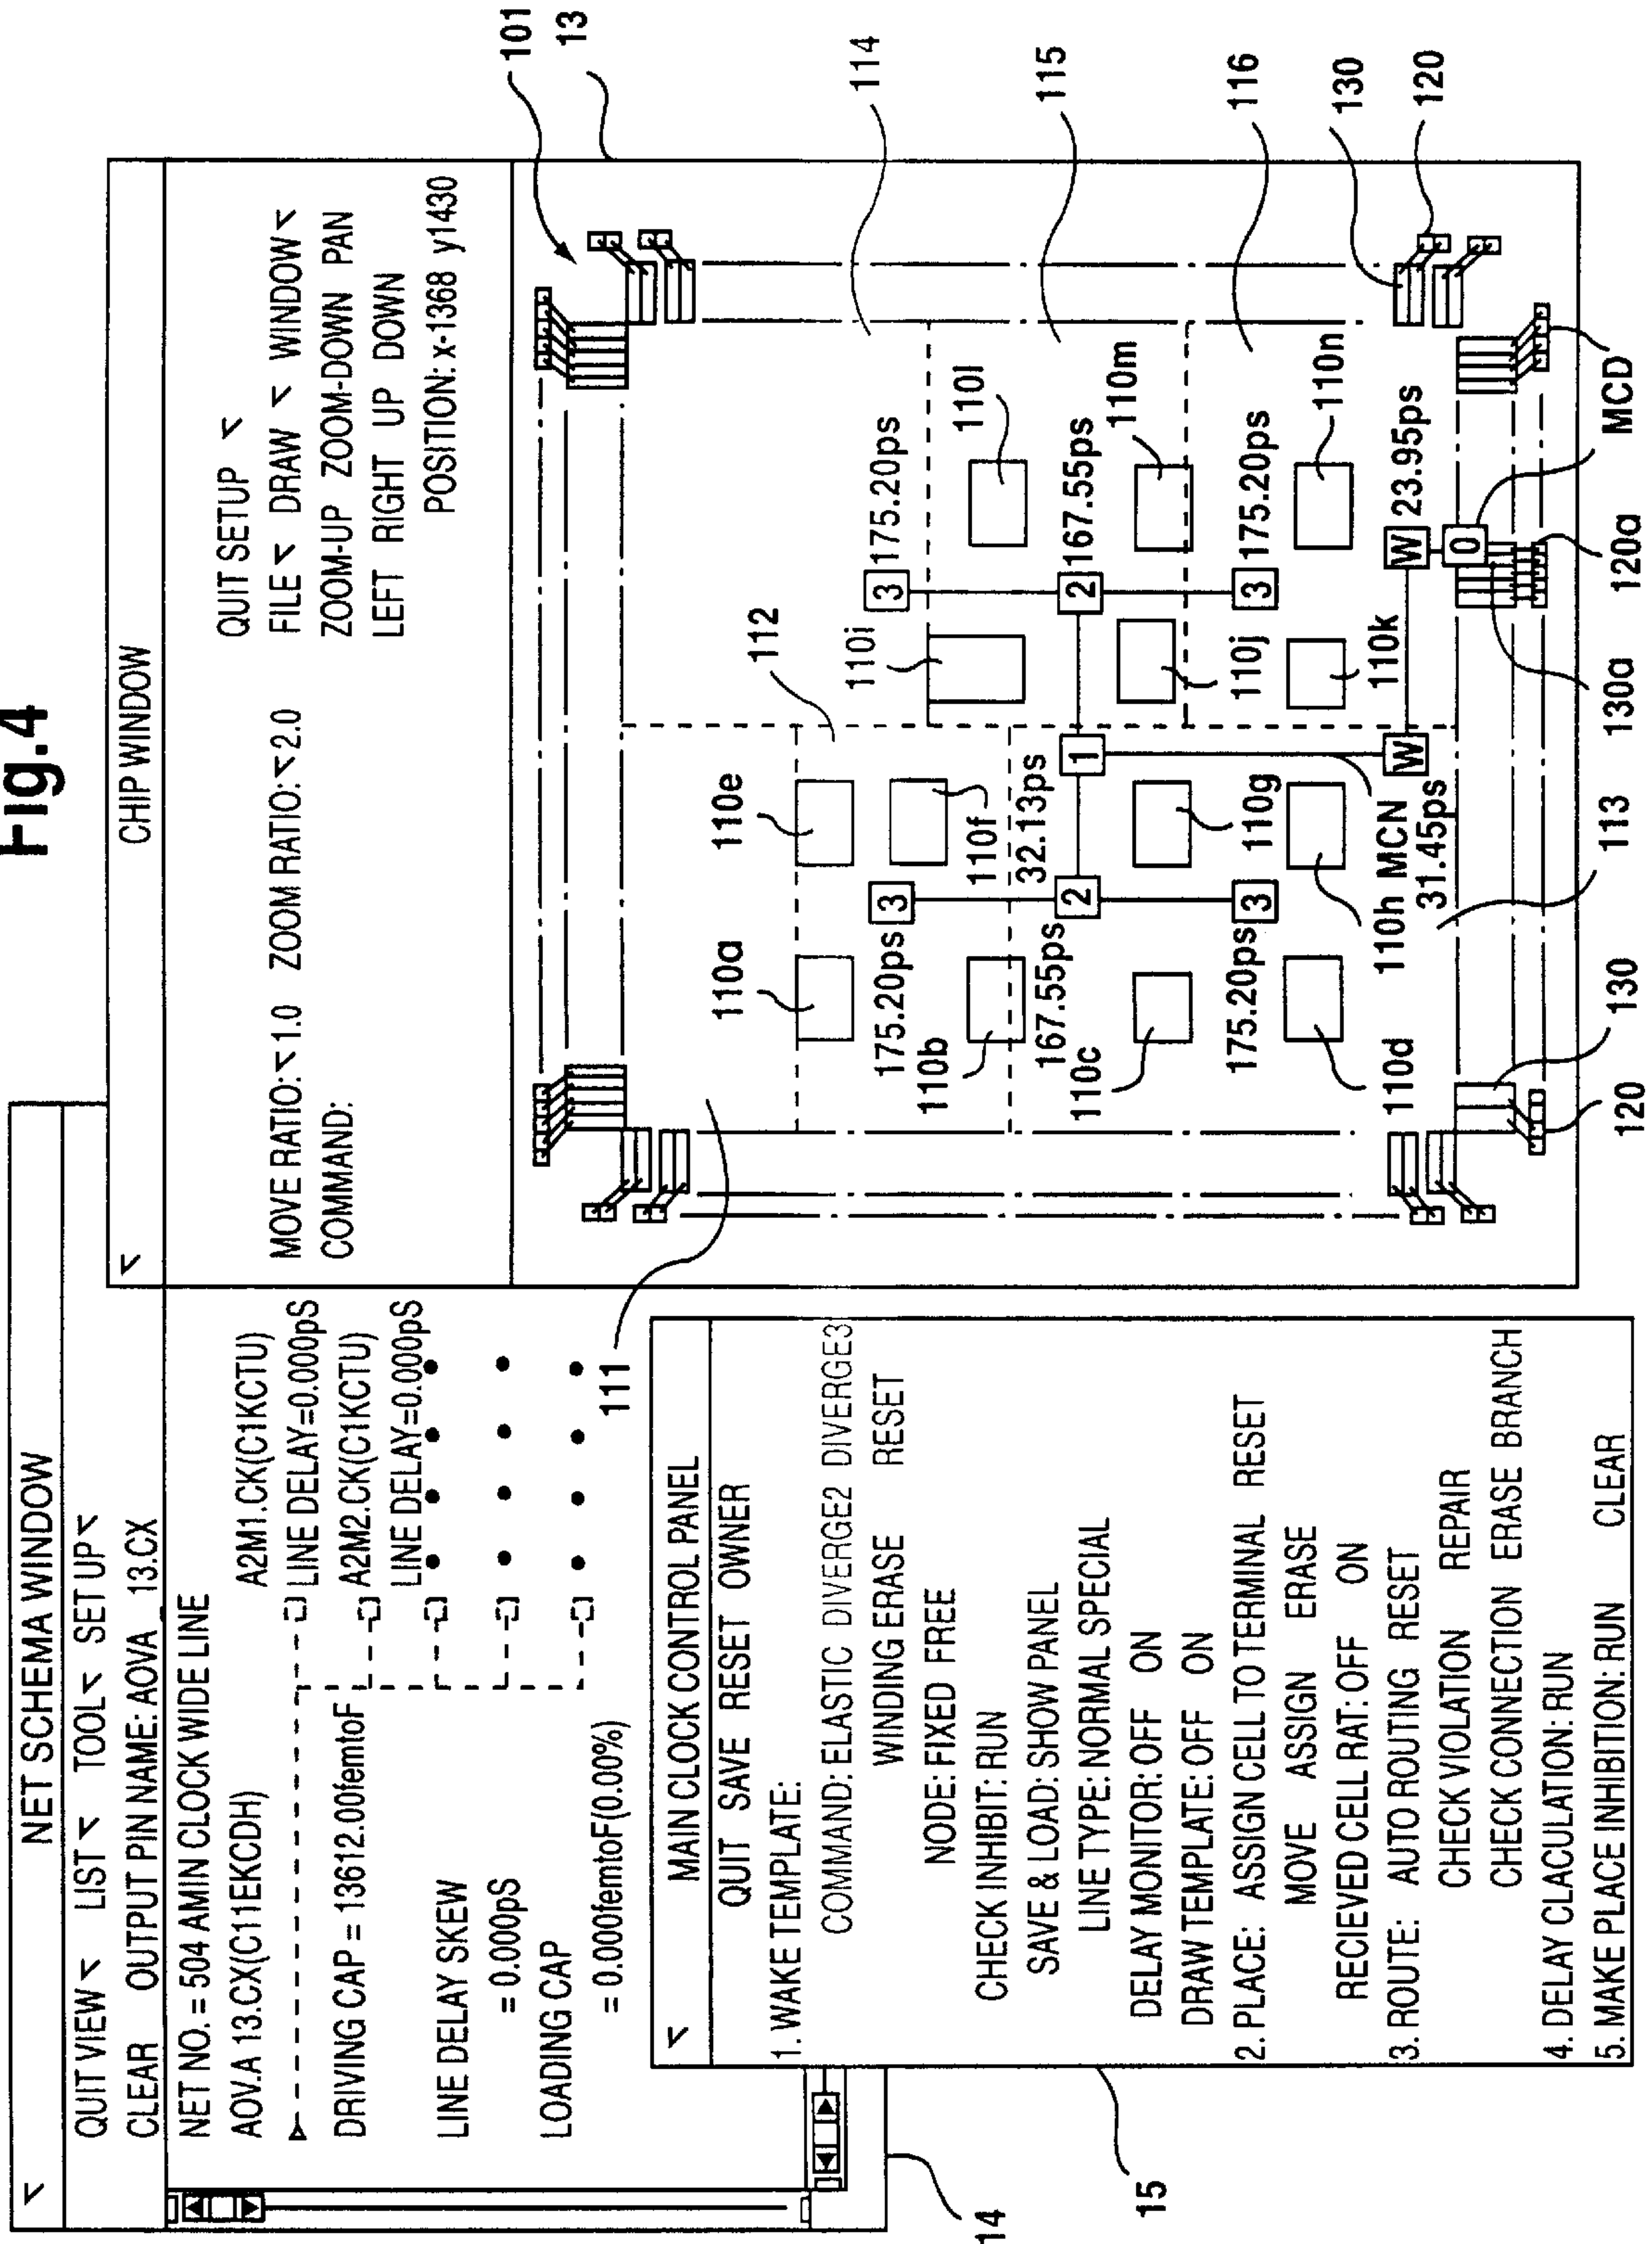 Fig.4
NET SCHEMA WINDOW
QUIT VIEW LIST TOOL SET UP
CLEAR OUTPUT PIN NAME: AOVA 13.CX
NET NO. = 504 AMIN CLOCK WIDE LINE
AOV.A 13.CX(C11EKCDH)
A2M1.CK(C1KCTU)
LINE DELAY=0.000pS
A2M2.CK(C1KCTU)
LINE DELAY=0.000pS
DRIVING CAP = 13612.00femtoF
LINE DELAY SKEW
= 0.000pS
LOADING CAP
= 0.000femtoF(0.00%)
14
MAIN CLOCK CONTROL PANEL
QUIT SAVE RESET OWNER
1. WAKE TEMPLATE:
COMMAND: ELASTIC DIVERGE2 DIVERGE3
WINDING ERASE RESET
NODE: FIXED FREE
CHECK INHIBIT: RUN
SAVE & LOAD: SHOW PANEL
LINE TYPE: NORMAL SPECIAL
DELAY MONITOR: OFF ON
DRAW TEMPLATE: OFF ON
2. PLACE: ASSIGN CELL TO TERMINAL RESET
MOVE ASSIGN ERASE
RECIEVED CELL RAT: OFF ON
3. ROUTE: AUTO ROUTING RESET
CHECK VIOLATION REPAIR
CHECK CONNECTION ERASE BRANCH
4. DELAY CLACULATION: RUN
5. MAKE PLACE INHIBITION: RUN CLEAR
15
CHIP WINDOW
QUIT SETUP
MOVE RATIO: 1.0 ZOOM RATIO: 2.0 FILE DRAW WINDOW
COMMAND: ZOOM-UP ZOOM-DOWN PAN
LEFT RIGHT UP DOWN
POSITION: x-1368 y1430
101
13
111
112
114
115
116
130
120
110a
110e
110i
110l
3 175.20ps
175.20ps 3
110b
110f
32.13ps
1
2 167.55ps
167.55ps 2
110m
110c
110g
110j
3 175.20ps
175.20ps 3
110n
110d
110h MCN
110k
31.45ps
W
W 23.95ps
0
113
130
120
130a
120a
MCD